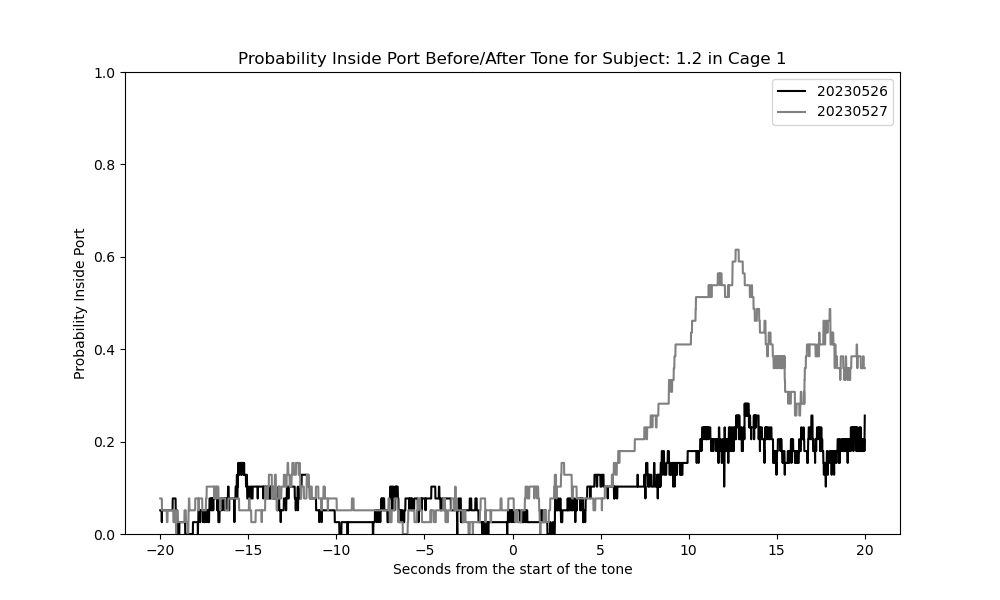 Probability Inside Port Before/After Tone for Subject: 1.2 in Cage 1
20230526
20230527
1.0
0.8
0.6
0.4
0.2
0.0
Probability Inside Port
−20 −15 −10 −5 0 5 10 15 20
Seconds from the start of the tone